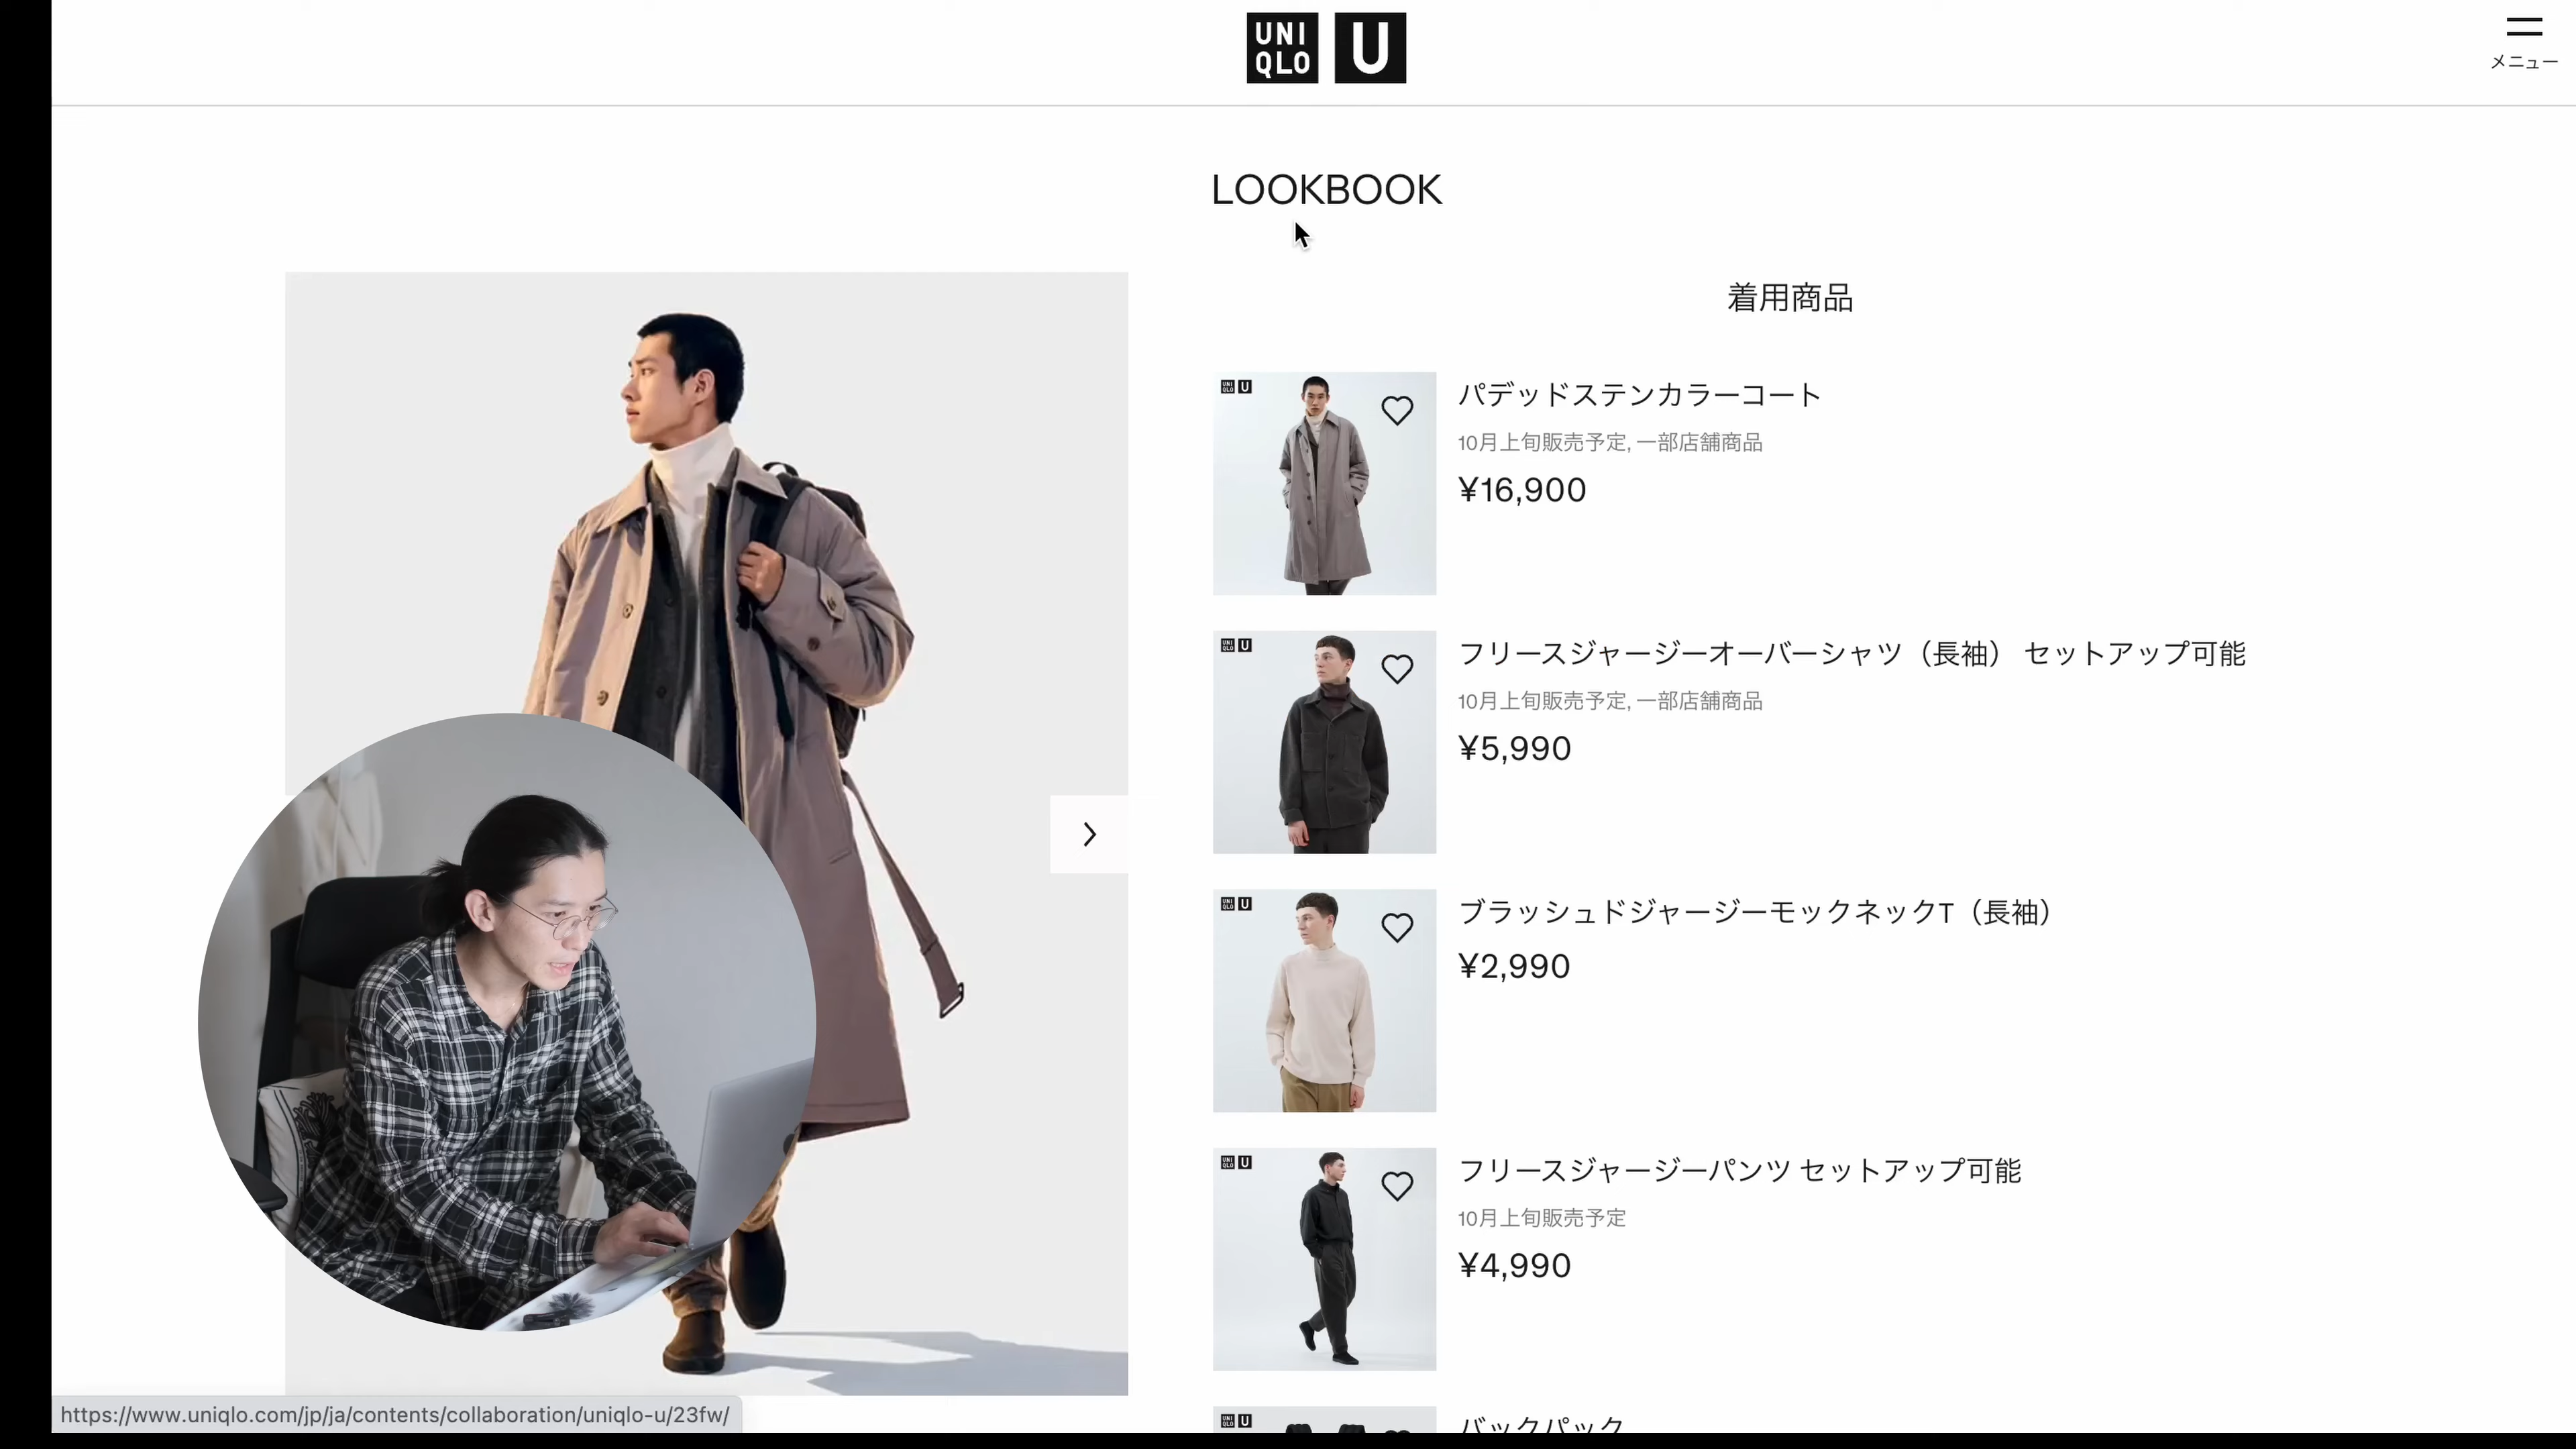 UNI
QLO
U
メニュー
LOOKBOOK
着用商品
パデッドステンカラーコート
10月上旬販売予定, 一部店舗商品
¥16,900
フリースジャージーオーバーシャツ（長袖） セットアップ可能
10月上旬販売予定, 一部店舗商品
¥5,990
ブラッシュドジャージーモックネックT（長袖）
¥2,990
フリースジャージーパンツ セットアップ可能
10月上旬販売予定
¥4,990
バックパック
https://www.uniqlo.com/jp/ja/contents/collaboration/uniqlo-u/23fw/